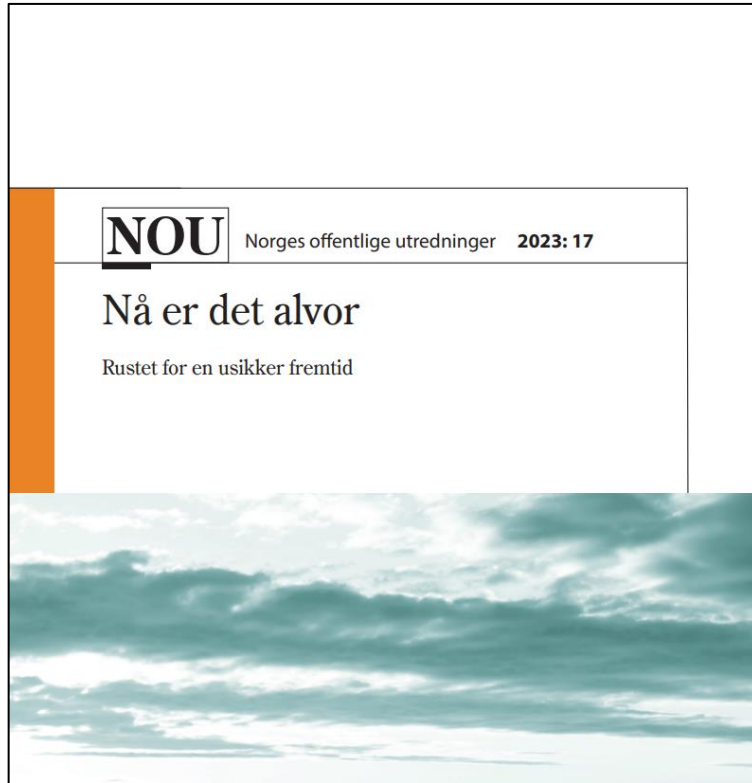 NOU Norges offentlige utredninger 2023: 17
Nå er det alvor
Rustet for en usikker fremtid